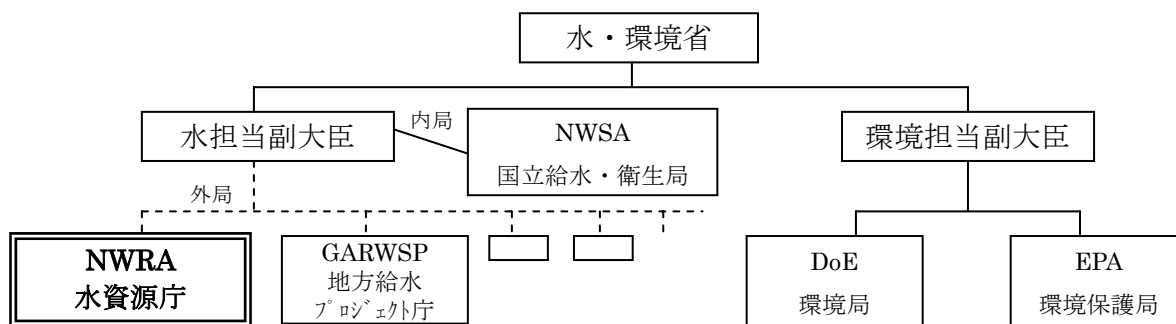 水・環境省
水担当副大臣
内局
NWSA
国立給水・衛生局
環境担当副大臣
外局
NWRA
水資源庁
GARWSP
地方給水
ﾌﾟﾛｼﾞｪｸﾄ庁
DoE
環境局
EPA
環境保護局